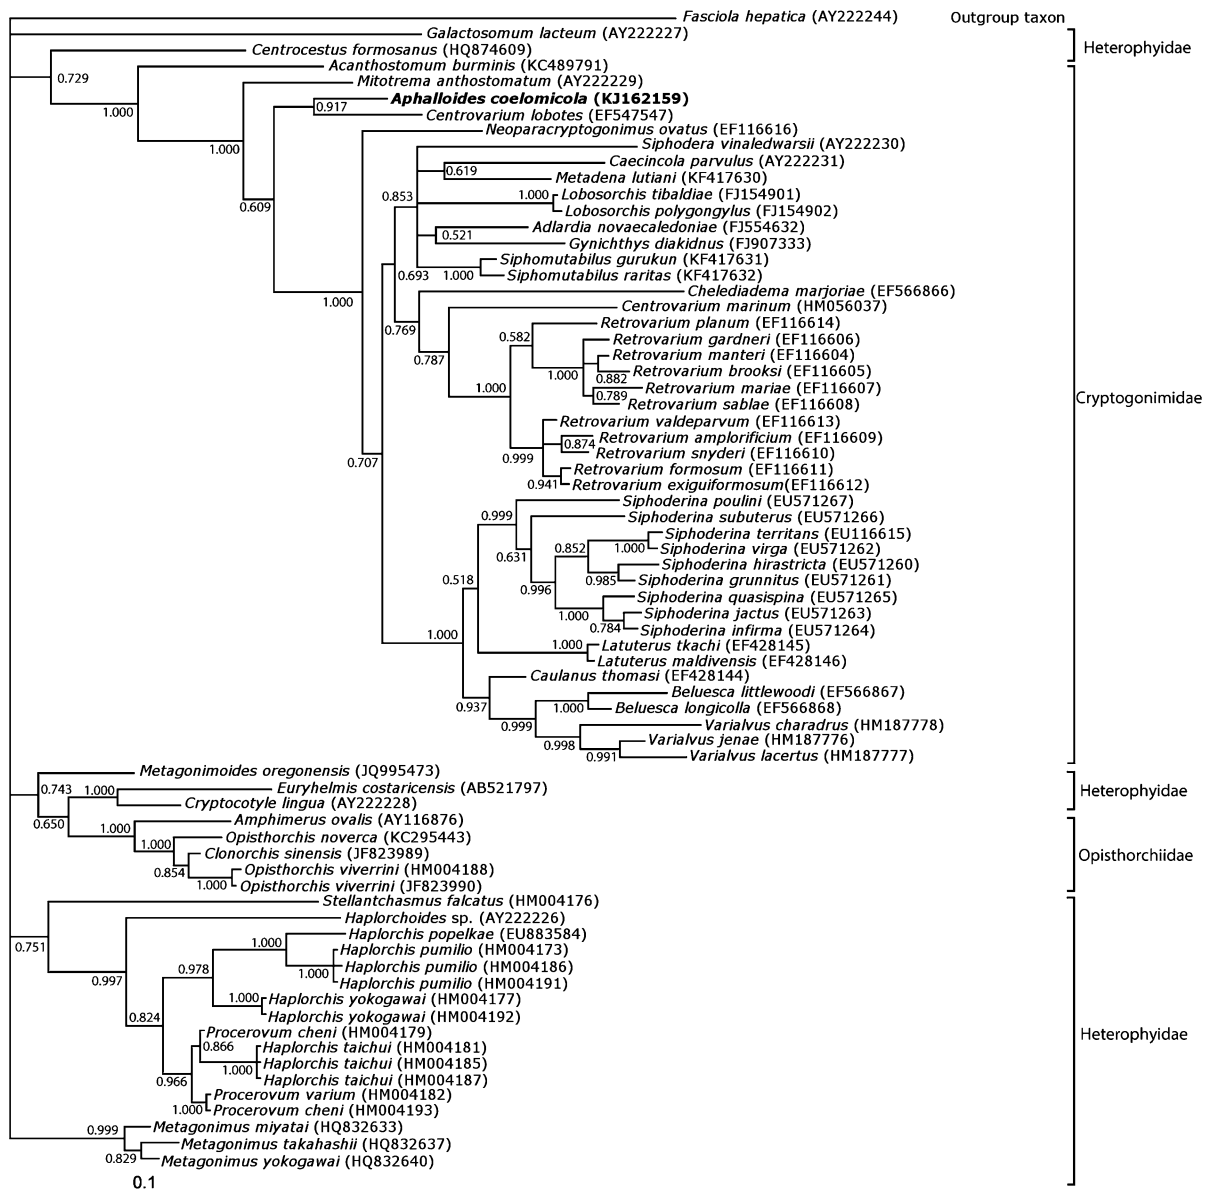 Fasciola hepatica (AY222244) Outgroup taxon
Galactosomum lacteum (AY222227)
Centrocestus formosanus (HQ874609) Heterophyidae
0.729
Acanthostomum burminis (KC489791)
1.000
Mitotrema anthostomatum (AY222229)
1.000
Aphalloides coelomicola (KJ162159)
0.917
Centrovarium lobotes (EF547547)
0.609
Neoparacryptogonimus ovatus (EF116616)
1.000
Siphodera vinaledwarsii (AY222230)
Caecincola parvulus (AY222231)
0.619
Metadena lutiani (KF417630)
0.853
1.000
Lobosorchis tibaldiae (FJ154901)
Lobosorchis polygongylus (FJ154902)
Adlardia novaecaledoniae (FJ554632)
0.521
Gynichthys diakidnus (FJ907333)
Siphomutabilus gurukun (KF417631)
0.693
1.000
Siphomutabilus raritas (KF417632)
Chelediadema marjoriae (EF566866)
Centrovarium marinum (HM056037)
0.769
Retrovarium planum (EF116614)
0.582
Retrovarium gardneri (EF116606)
0.787
Retrovarium manteri (EF116604)
Retrovarium brooksi (EF116605)
1.000
0.882
1.000
Retrovarium mariae (EF116607)
0.789
Retrovarium sablae (EF116608)
Cryptogonimidae
Retrovarium valdeparvum (EF116613)
Retrovarium amplorificium (EF116609)
0.874
Retrovarium snyderi (EF116610)
0.999
0.707
Retrovarium formosum (EF116611)
0.941
Retrovarium exiguiformosum(EF116612)
Siphoderina poulini (EU571267)
0.999
Siphoderina subuterus (EU571266)
Siphoderina territans (EU116615)
0.852
1.000
Siphoderina virga (EU571262)
0.631
Siphoderina hirastricta (EU571260)
0.518
0.985
Siphoderina grunnitus (EU571261)
0.996
Siphoderina quasispina (EU571265)
1.000
Siphoderina jactus (EU571263)
0.784
Siphoderina infirma (EU571264)
1.000
1.000
Latuterus tkachi (EF428145)
Latuterus maldivensis (EF428146)
Caulanus thomasi (EF428144)
Beluesca littlewoodi (EF566867)
0.937
1.000
Beluesca longicolla (EF566868)
0.999
Varialvus charadrus (HM187778)
0.998
Varialvus jenae (HM187776)
0.991
Varialvus lacertus (HM187777)
Metagonimoides oregonensis (JQ995473)
0.743
1.000
Euryhelmis costaricensis (AB521797)
Heterophyidae
Cryptocotyle lingua (AY222228)
0.650
Amphimerus ovalis (AY116876)
1.000
Opisthorchis noverca (KC295443)
1.000
Clonorchis sinensis (JF823989)
Opisthorchiidae
0.854
Opisthorchis viverrini (HM004188)
1.000
Opisthorchis viverrini (JF823990)
Stellantchasmus falcatus (HM004176)
Haplorchoides sp. (AY222226)
Haplorchis popelkae (EU883584)
0.751
1.000
Haplorchis pumilio (HM004173)
0.978
1.000
Haplorchis pumilio (HM004186)
0.997
Haplorchis pumilio (HM004191)
1.000
Haplorchis yokogawai (HM004177)
0.824
Haplorchis yokogawai (HM004192)
Procerovum cheni (HM004179)
Heterophyidae
0.866
Haplorchis taichui (HM004181)
1.000
Haplorchis taichui (HM004185)
0.966
Haplorchis taichui (HM004187)
Procerovum varium (HM004182)
1.000
Procerovum cheni (HM004193)
0.999
Metagonimus miyatai (HQ832633)
Metagonimus takahashii (HQ832637)
0.829
Metagonimus yokogawai (HQ832640)
0.1